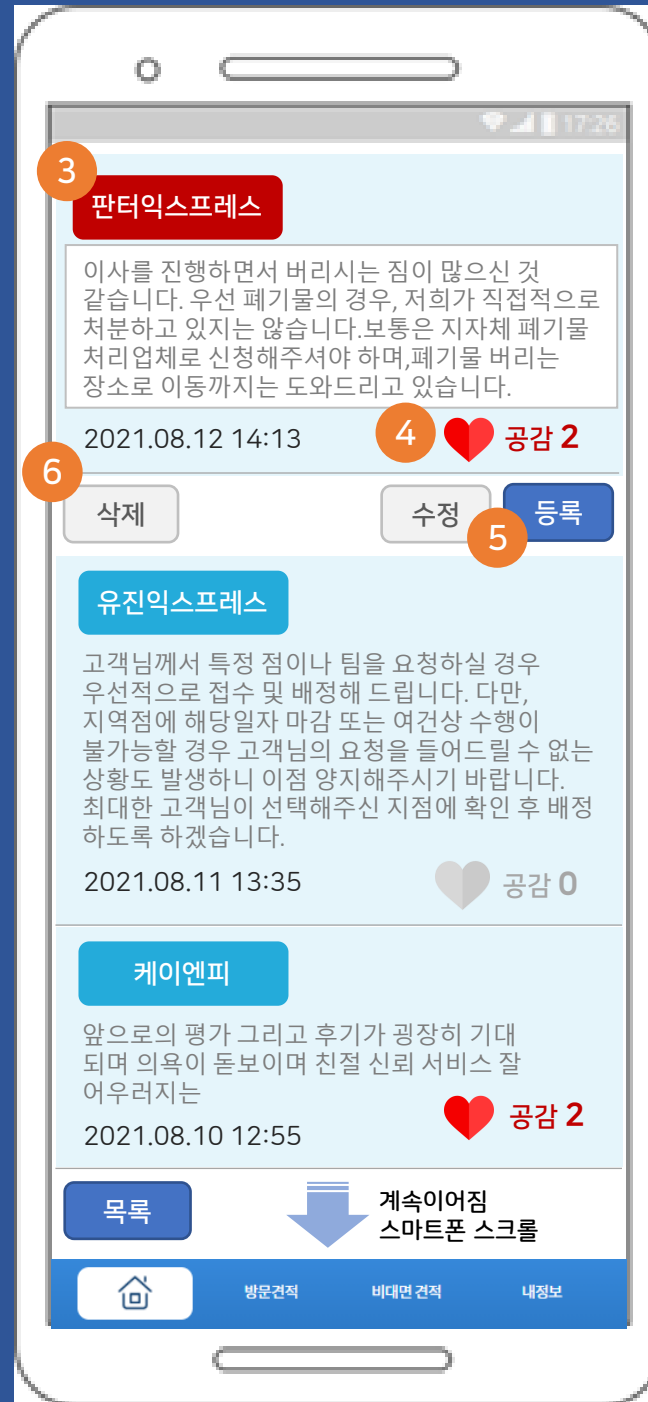 17:26
3
판터익스프레스
이사를 진행하면서 버리시는 짐이 많으신 것
같습니다. 우선 폐기물의 경우, 저희가 직접적으로
처분하고 있지는 않습니다.보통은 지자체 폐기물
처리업체로 신청해주셔야 하며,폐기물 버리는
장소로 이동까지는 도와드리고 있습니다.
2021.08.12 14:13
4
공감 2
6
삭제
수정
5
등록
유진익스프레스
고객님께서 특정 점이나 팀을 요청하실 경우
우선적으로 접수 및 배정해 드립니다. 다만,
지역점에 해당일자 마감 또는 여건상 수행이
불가능할 경우 고객님의 요청을 들어드릴 수 없는
상황도 발생하니 이점 양지해주시기 바랍니다.
최대한 고객님이 선택해주신 지점에 확인 후 배정
하도록 하겠습니다.
2021.08.11 13:35
공감 0
케이엔피
앞으로의 평가 그리고 후기가 굉장히 기대
되며 의욕이 돋보이며 친절 신뢰 서비스 잘
어우러지는
2021.08.10 12:55
공감 2
목록
계속이어짐
스마트폰 스크롤
방문견적
비대면 견적
내정보